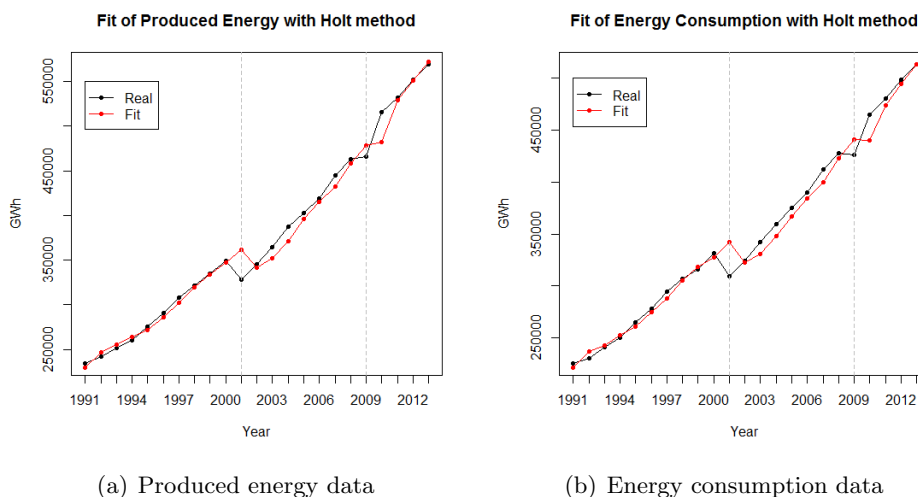 Fit of Produced Energy with Holt method
GWh
250000
350000
450000
550000
Real
Fit
1991
1994
1997
2000
2003
2006
2009
2012
Year
(a) Produced energy data
Fit of Energy Consumption with Holt method
GWh
250000
350000
450000
Real
Fit
1991
1994
1997
2000
2003
2006
2009
2012
Year
(b) Energy consumption data